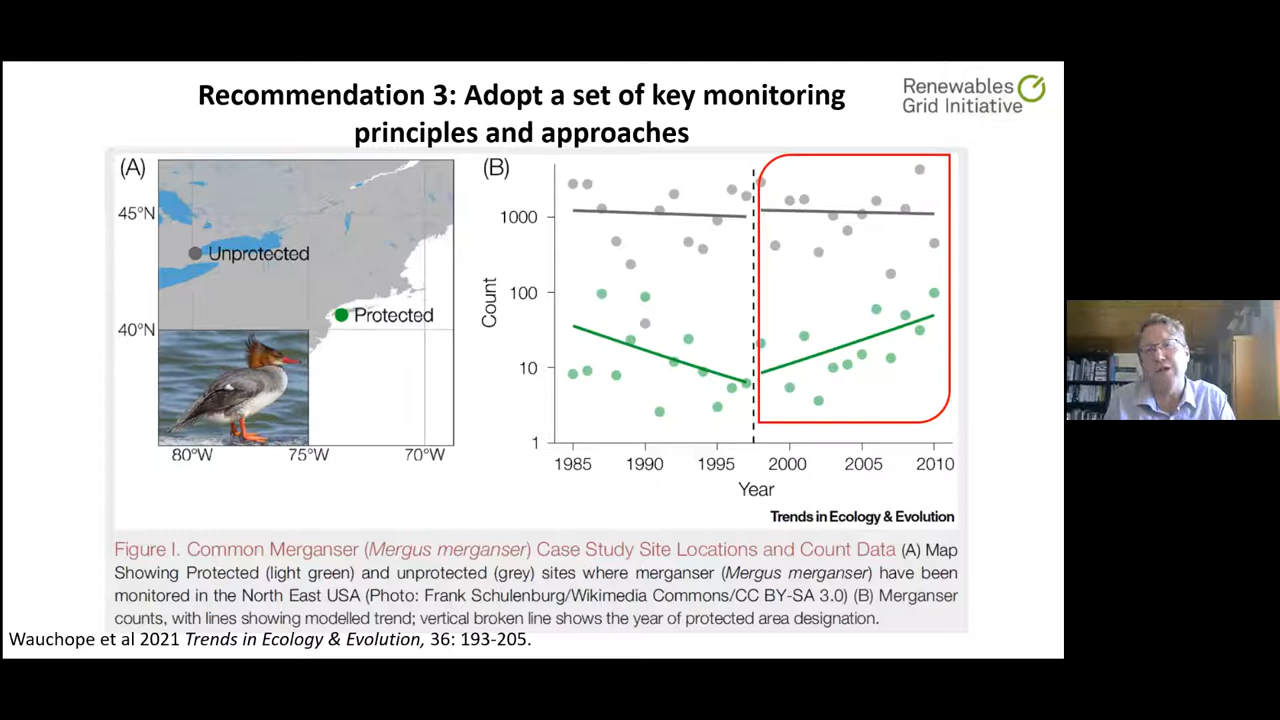 Recommendation 3: Adopt a set of key monitoring
principles and approaches
Renewables
Grid Initiative
(A)
45°N
40°N
Unprotected
Protected
80°W
75°W
70°W
(B)
Count
1000
100
10
1
1985
1990
1995
2000
2005
2010
Year
Trends in Ecology & Evolution
Figure I. Common Merganser (Mergus merganser) Case Study Site Locations and Count Data (A) Map
Showing Protected (light green) and unprotected (grey) sites where merganser (Mergus merganser) have been
monitored in the North East USA (Photo: Frank Schulenburg/Wikimedia Commons/CC BY-SA 3.0) (B) Merganser
counts, with lines showing modelled trend; vertical broken line shows the year of protected area designation.
Wauchope et al 2021 Trends in Ecology & Evolution, 36: 193-205.